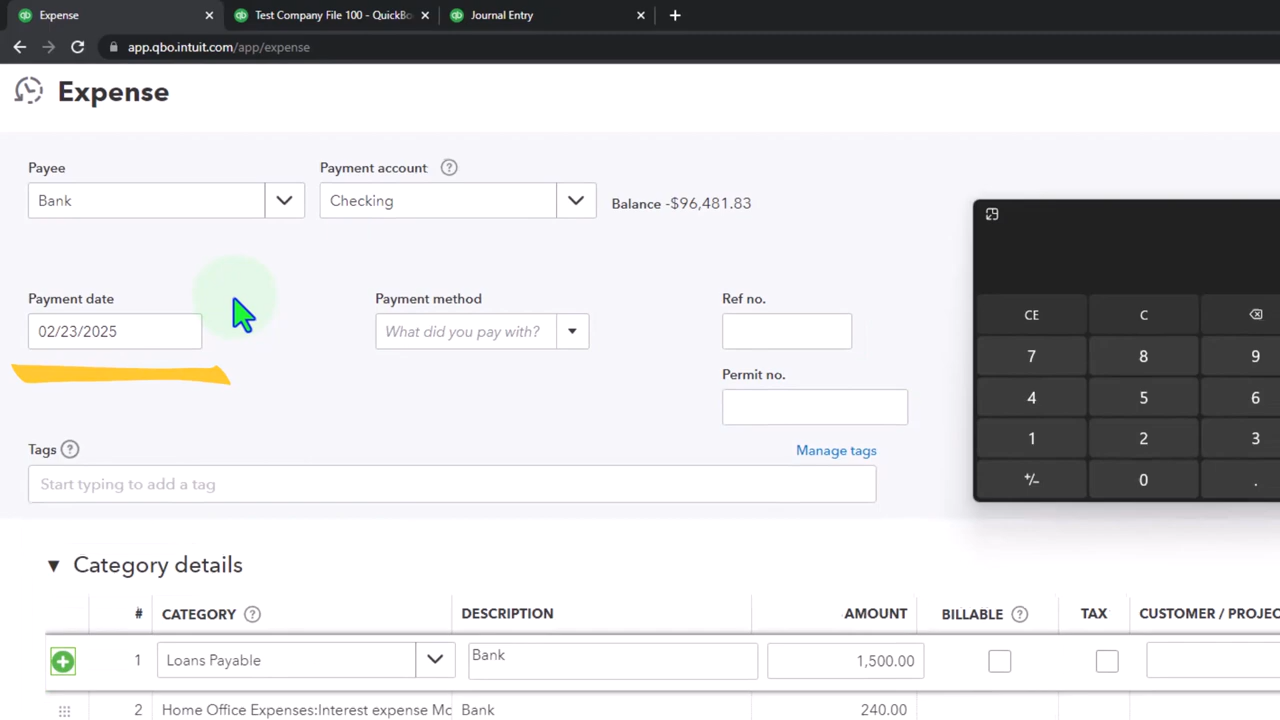 Expense
Test Company File 100 - QuickBo
Journal Entry
app.qbo.intuit.com/app/expense
Expense
Payee
Payment account
Bank
Checking
Balance -$96,481.83
Payment date
Payment method
Ref no.
02/23/2025
What did you pay with?
Permit no.
Tags
Manage tags
Start typing to add a tag
CE
C
7
8
9
4
5
6
1
2
3
+/-
0
.
Category details
#
CATEGORY
DESCRIPTION
AMOUNT
BILLABLE
TAX
CUSTOMER / PROJEC
1
Loans Payable
Bank
1,500.00
2
Home Office Expenses:Interest expense Mc
Bank
240.00